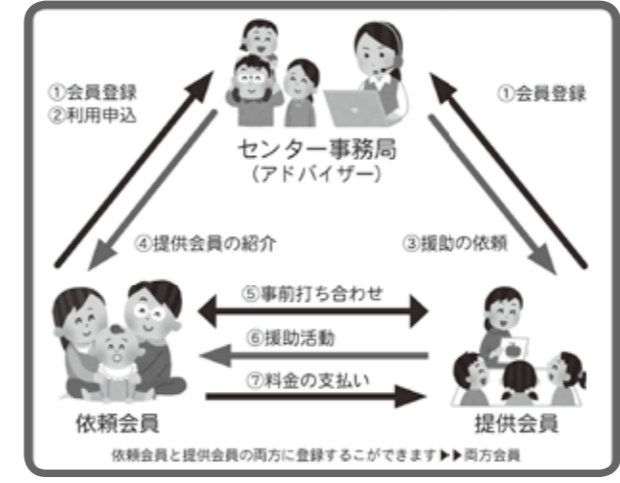 ①会員登録
②利用申込
①会員登録
センター事務局
（アドバイザー）
④提供会員の紹介
③援助の依頼
⑤事前打ち合わせ
⑥援助活動
⑦料金の支払い
依頼会員
提供会員
依頼会員と提供会員の両方に登録するこができます▶▶両方会員